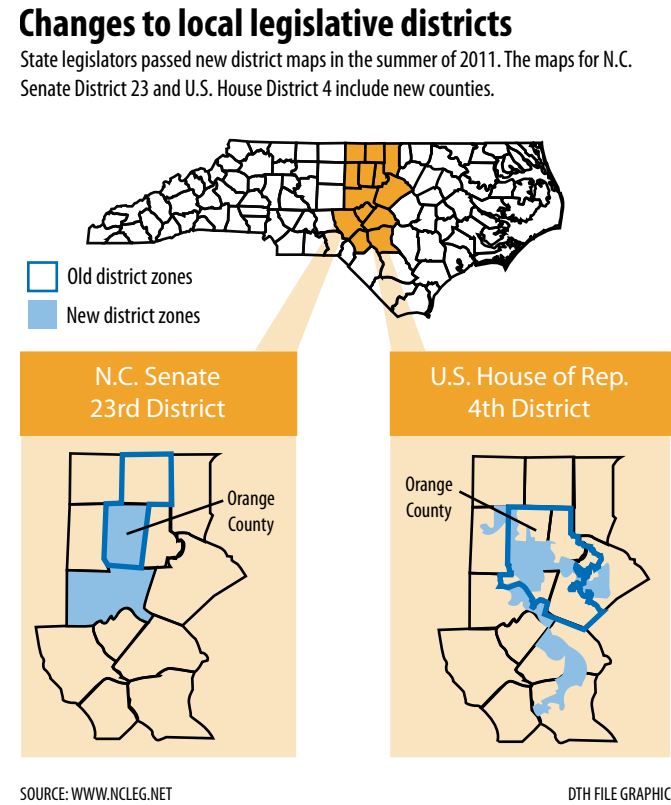 Changes to local legislative districts
State legislators passed new district maps in the summer of 2011. The maps for N.C.
Senate District 23 and U.S. House District 4 include new counties.
Old district zones
New district zones
N.C. Senate
23rd District
U.S. House of Rep.
4th District
Orange
County
Orange
County
SOURCE: WWW.NCLEG.NET
DTH FILE GRAPHIC